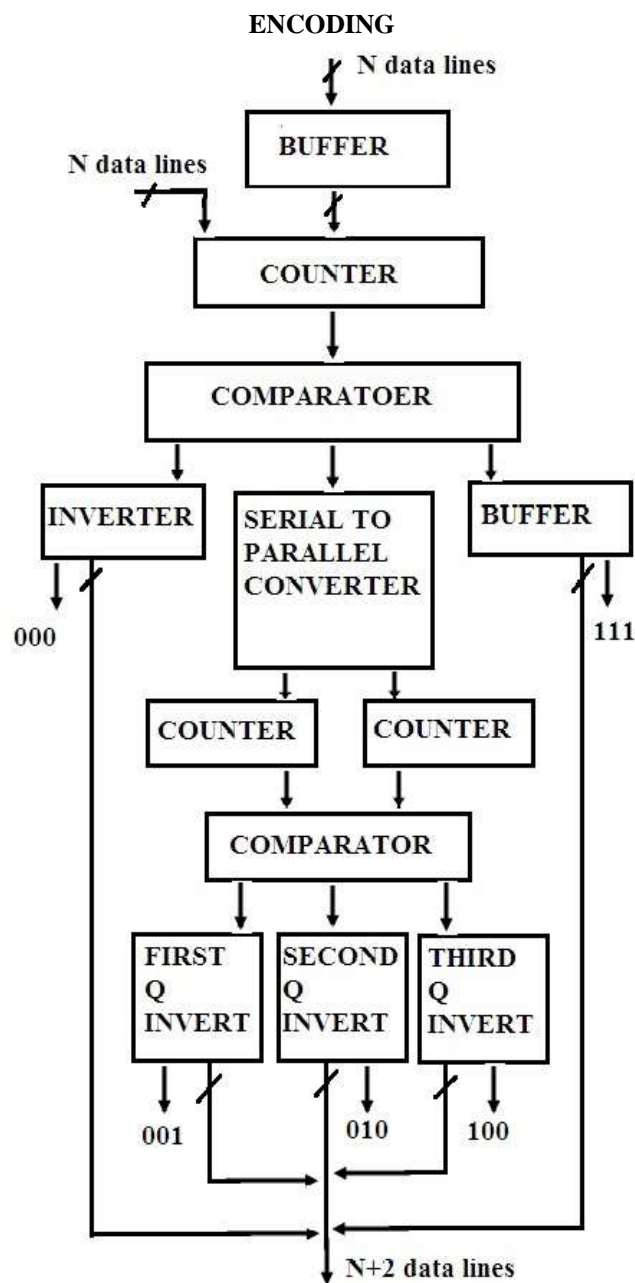 ENCODING
N data lines
BUFFER
N data lines
COUNTER
COMPARATOER
INVERTER
SERIAL TO
PARALLEL
CONVERTER
BUFFER
000
111
COUNTER
COUNTER
COMPARATOR
FIRST
Q
INVERT
SECOND
Q
INVERT
THIRD
Q
INVERT
001
010
100
N+2 data lines